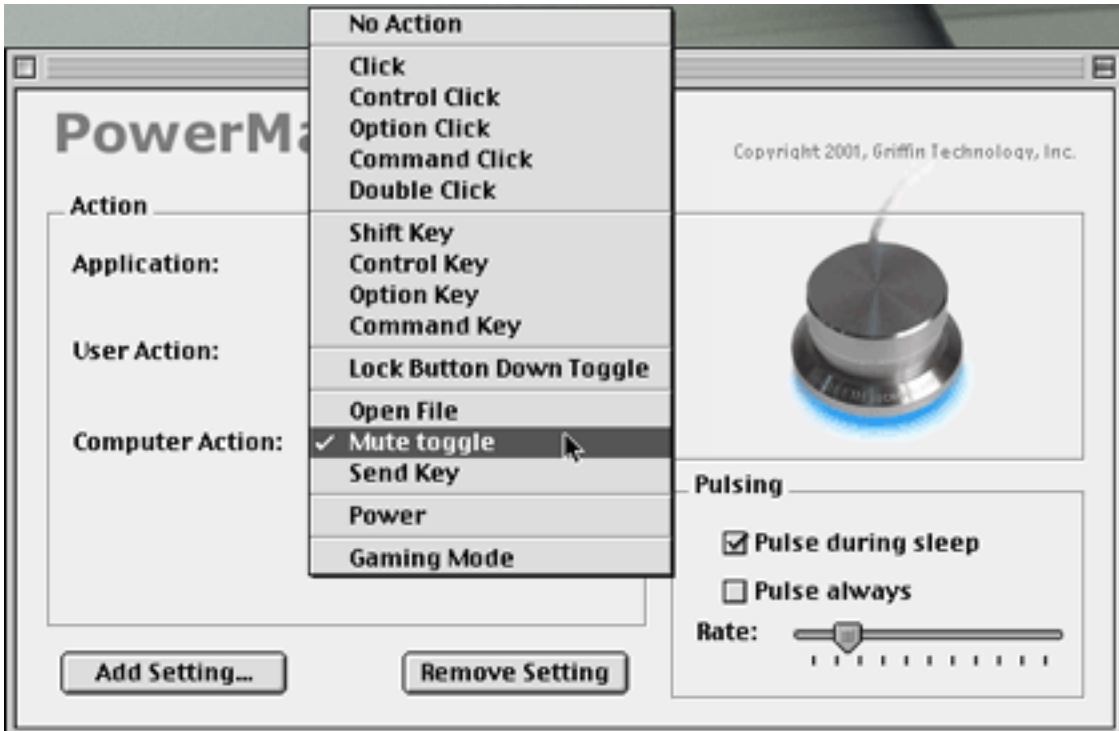 No Action
Click
Control Click
Option Click
Command Click
Double Click
Shift Key
Control Key
Option Key
Command Key
Lock Button Down Toggle
Open File
✓ Mute toggle
Send Key
Power
Gaming Mode
PowerMa
Copyright 2001, Griffin Technology, Inc.
Action
Application:
User Action:
Computer Action:
Pulsing
Pulse during sleep
Pulse always
Rate:
Add Setting...
Remove Setting